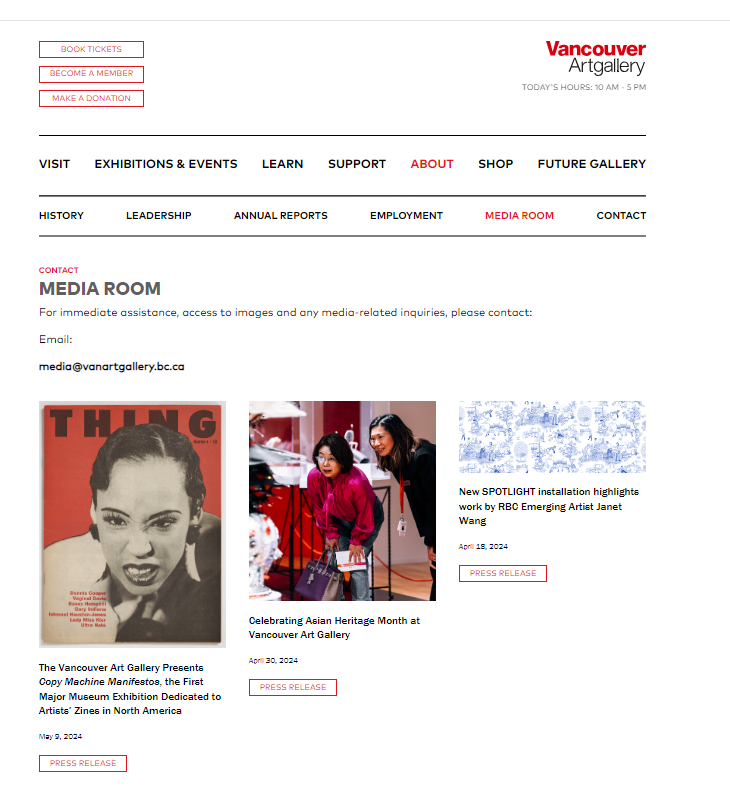 BOOK TICKETS
BECOME A MEMBER
MAKE A DONATION
Vancouver
Artgallery
TODAY'S HOURS: 10 AM - 5 PM
VISIT EXHIBITIONS & EVENTS LEARN SUPPORT ABOUT SHOP FUTURE GALLERY
HISTORY LEADERSHIP ANNUAL REPORTS EMPLOYMENT MEDIA ROOM CONTACT
CONTACT
MEDIA ROOM
For immediate assistance, access to images and any media-related inquiries, please contact:
Email:
media@vanartgallery.bc.ca
THING
Dennis Cooper
Vaginal Davis
Essex Hemphill
Gary Indiana
Lady Miss Kier
The Vancouver Art Gallery Presents
Copy Machine Manifestos, the First
Major Museum Exhibition Dedicated to
Artists' Zines in North America
May 9, 2024
PRESS RELEASE
Celebrating Asian Heritage Month at
Vancouver Art Gallery
April 30, 2024
PRESS RELEASE
New SPOTLIGHT installation highlights
work by RBC Emerging Artist Janet
Wang
April 18, 2024
PRESS RELEASE